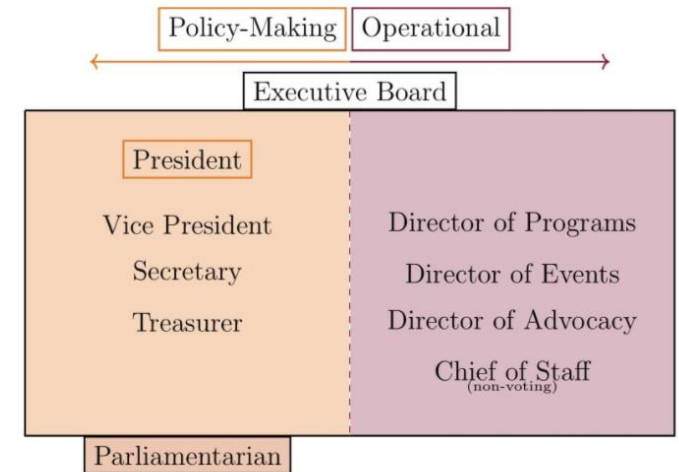 Policy-Making Operational
Executive Board
President
Vice President
Secretary
Treasurer
Director of Programs
Director of Events
Director of Advocacy
Chief of Staff
(non-voting)
Parliamentarian